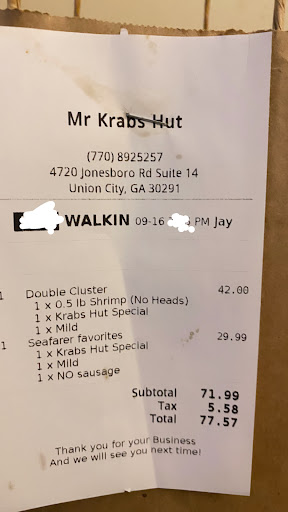 Mr Krabs Hut
(770) 8925257
4720 Jonesboro Rd Suite 14
Union City, GA 30291
WALKIN 09-16 PM Jay
1 Double Cluster 42.00
1 x 0.5 lb Shrimp (No Heads)
1 x Krabs Hut Special
1 x Mild
1 Seafarer favorites 29.99
1 x Krabs Hut Special
1 x Mild
1 x NO sausage
Subtotal 71.99
Tax 5.58
Total 77.57
Thank you for your Business
And we will see you next time!